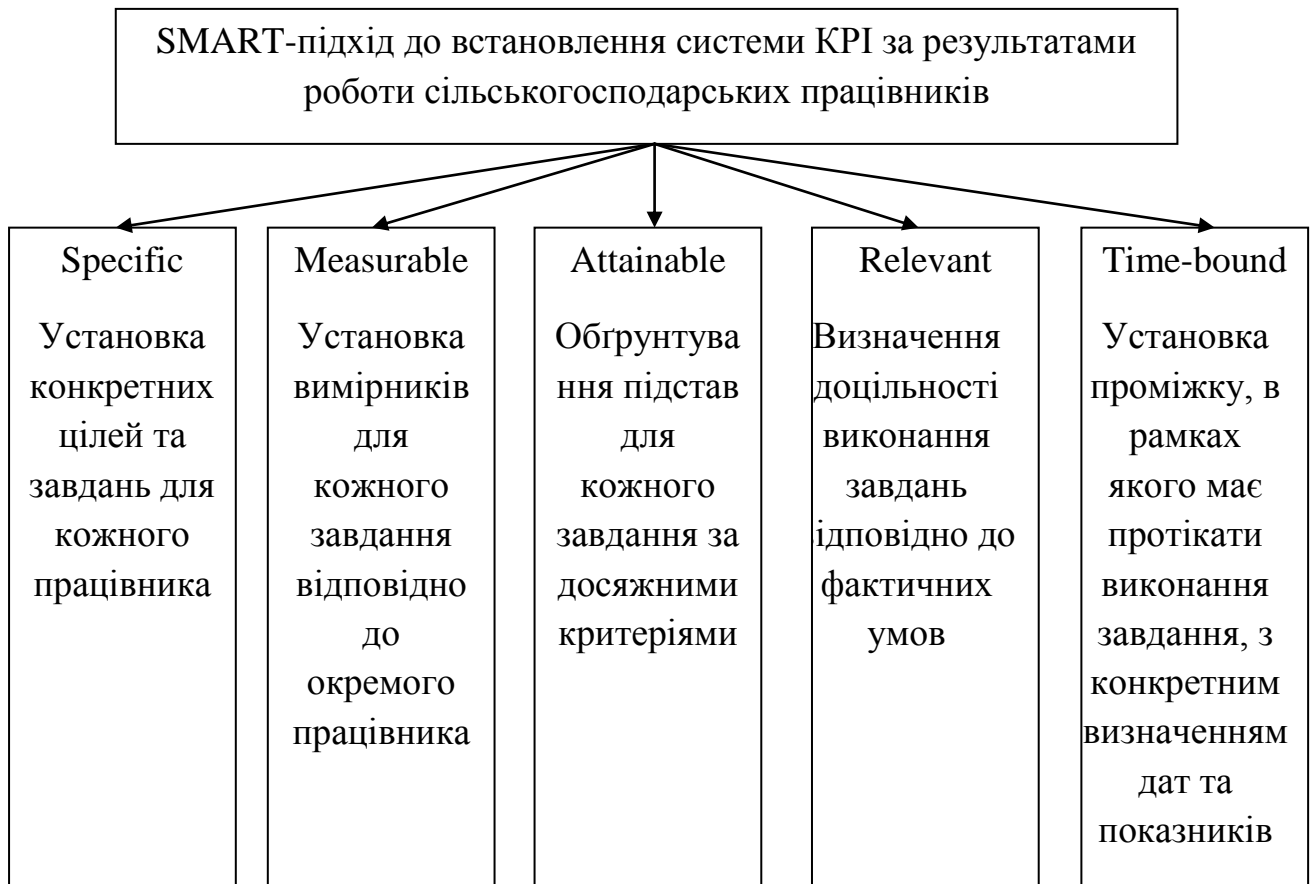 SMART-підхід до встановлення системи KPI за результатами
роботи сільськогосподарських працівників
Specific
Установка
конкретних
цілей та
завдань для
кожного
працівника
Measurable
Установка
вимірників
для
кожного
завдання
відповідно
до
окремого
працівника
Attainable
Обґрунтува
ння підстав
для
кожного
завдання за
досяжними
критеріями
Relevant
Визначення
доцільності
виконання
завдань
ідповідно до
фактичних
умов
Time-bound
Установка
проміжку, в
рамках
якого має
протікати
виконання
завдання, з
конкретним
визначенням
дат та
показників